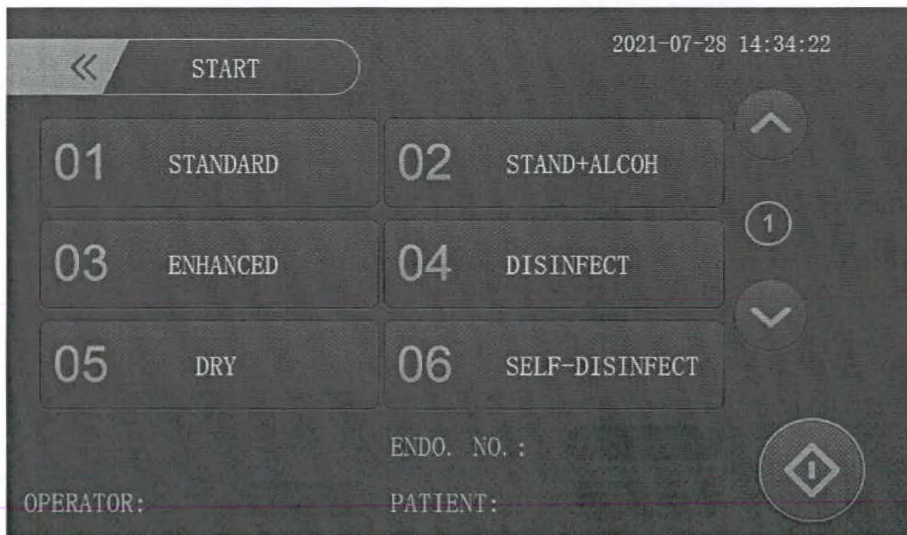 START
2021-07-28 14:34:22
01 STANDARD
02 STAND+ALCOH
1
03 ENHANCED
04 DISINFECT
05 DRY
06 SELF-DISINFECT
ENDO. NO.:
OPERATOR:
PATIENT: